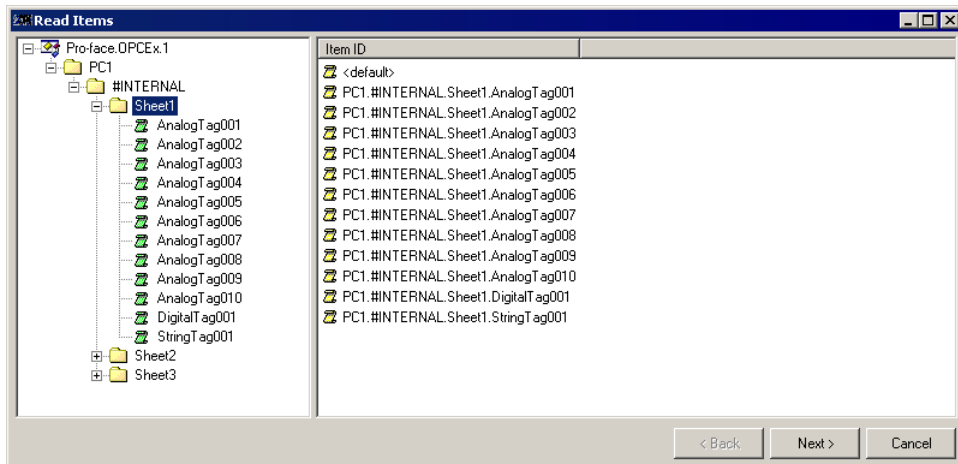 Read Items
Pro-face.OPCEx.1
PC1
#INTERNAL
Sheet1
AnalogTag001
AnalogTag002
AnalogTag003
AnalogTag004
AnalogTag005
AnalogTag006
AnalogTag007
AnalogTag008
AnalogTag009
AnalogTag010
DigitalTag001
StringTag001
Sheet2
Sheet3
Item ID
<default>
PC1.#INTERNAL.Sheet1.AnalogTag001
PC1.#INTERNAL.Sheet1.AnalogTag002
PC1.#INTERNAL.Sheet1.AnalogTag003
PC1.#INTERNAL.Sheet1.AnalogTag004
PC1.#INTERNAL.Sheet1.AnalogTag005
PC1.#INTERNAL.Sheet1.AnalogTag006
PC1.#INTERNAL.Sheet1.AnalogTag007
PC1.#INTERNAL.Sheet1.AnalogTag008
PC1.#INTERNAL.Sheet1.AnalogTag009
PC1.#INTERNAL.Sheet1.AnalogTag010
PC1.#INTERNAL.Sheet1.DigitalTag001
PC1.#INTERNAL.Sheet1.StringTag001
< Back
Next >
Cancel